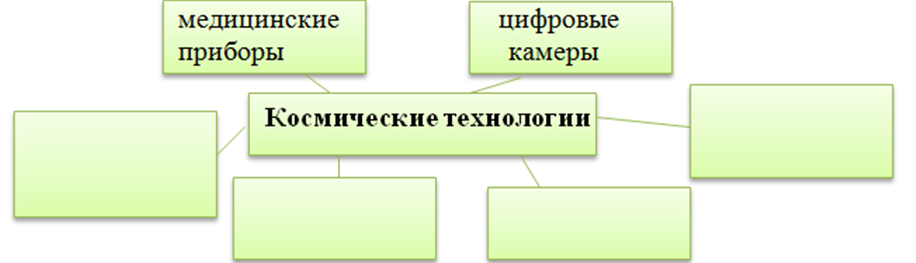 медицинские
приборы
цифровые
камеры
Космические технологии